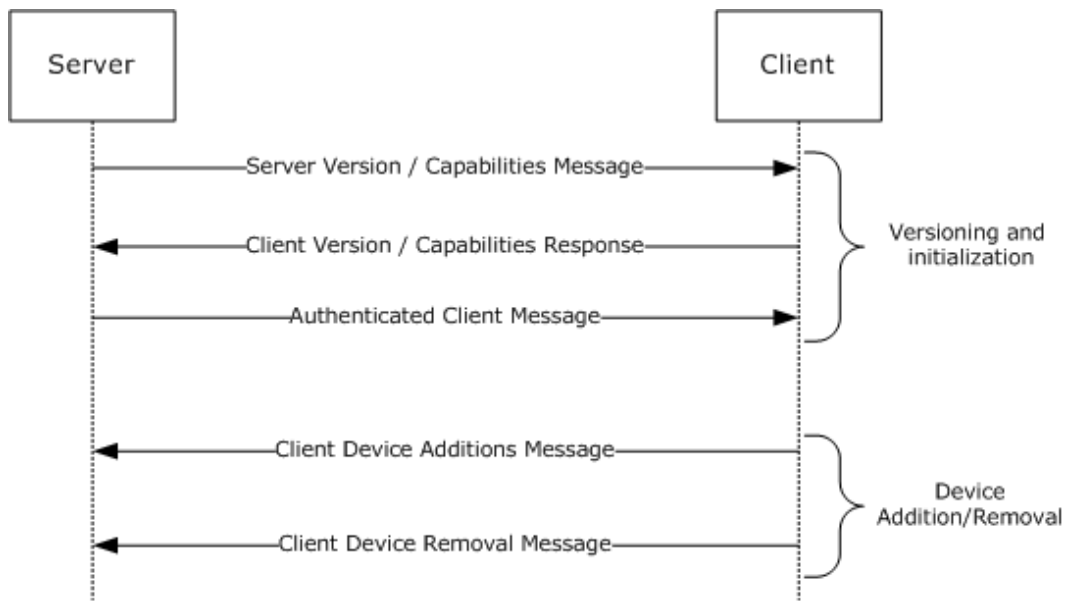 Server
Client
Server Version / Capabilities Message
Client Version / Capabilities Response
Versioning and
initialization
Authenticated Client Message
Client Device Additions Message
Device
Addition/Removal
Client Device Removal Message